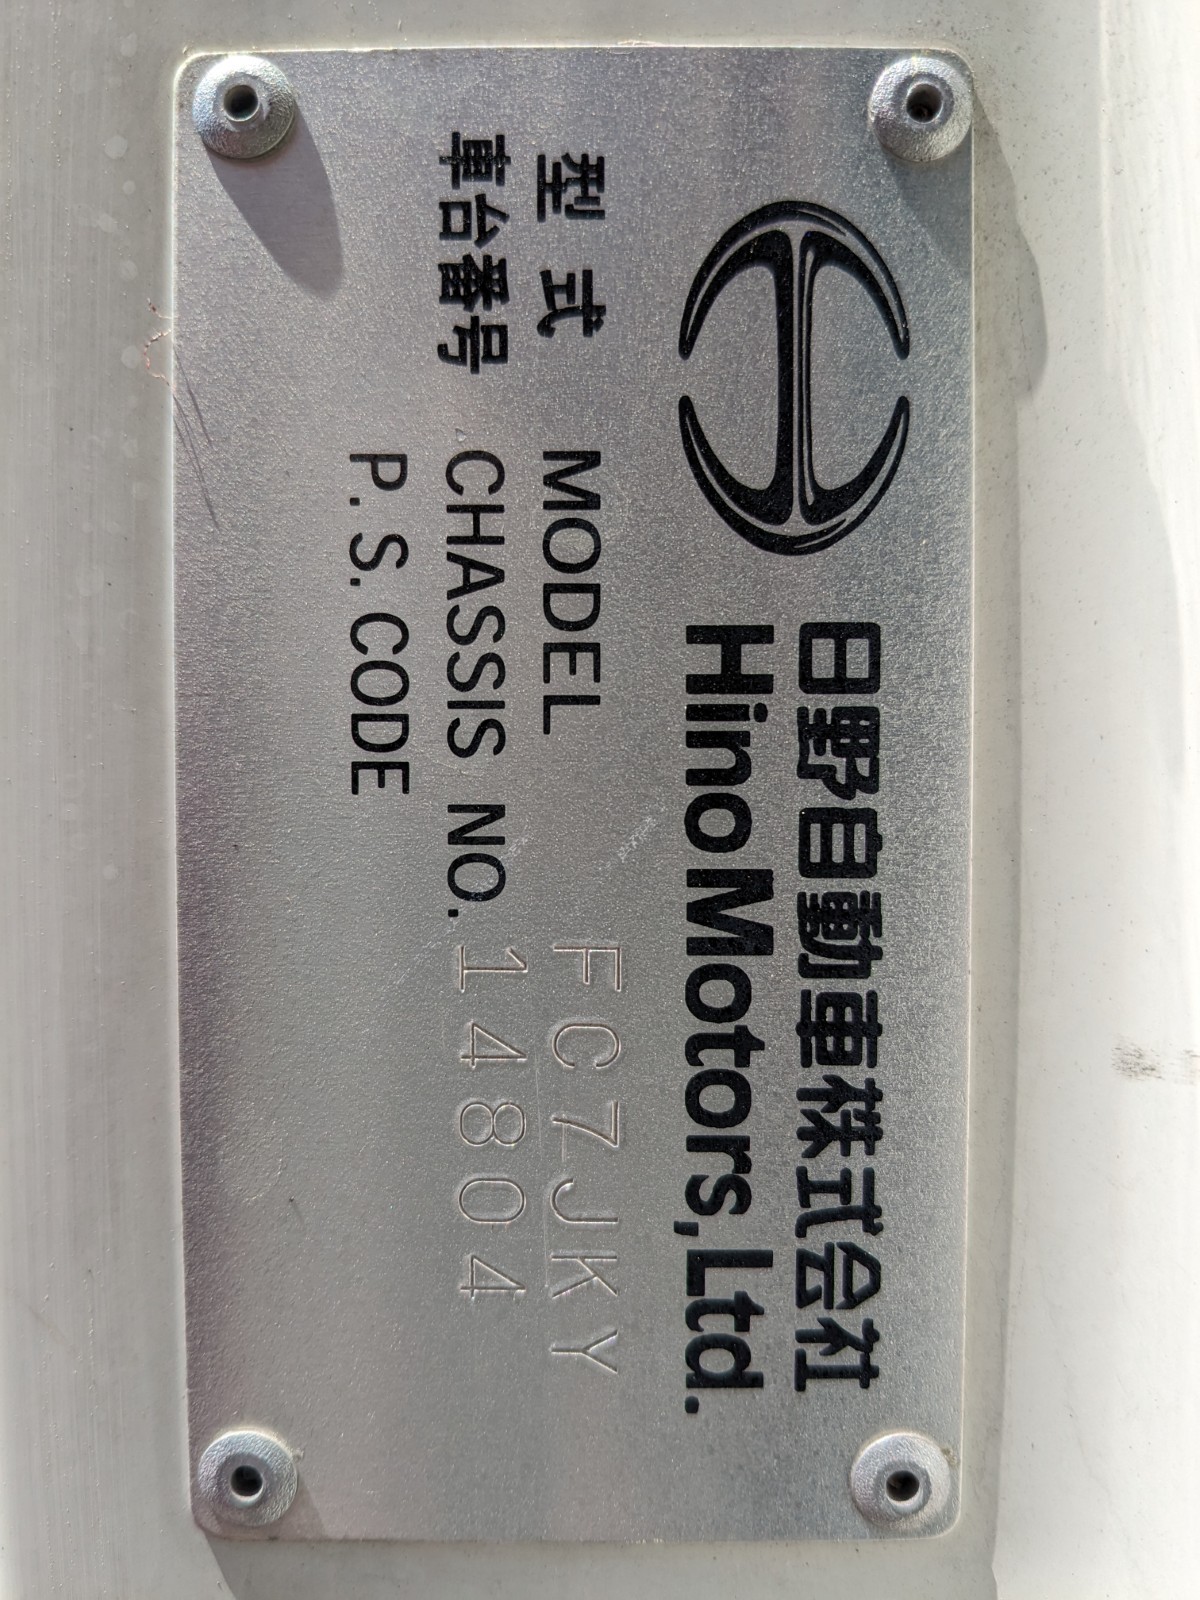 日野自動車株式会社
Hino Motors, Ltd.
型式 MODEL FC7JKY
車台番号 CHASSIS NO. 14804
P. S. CODE